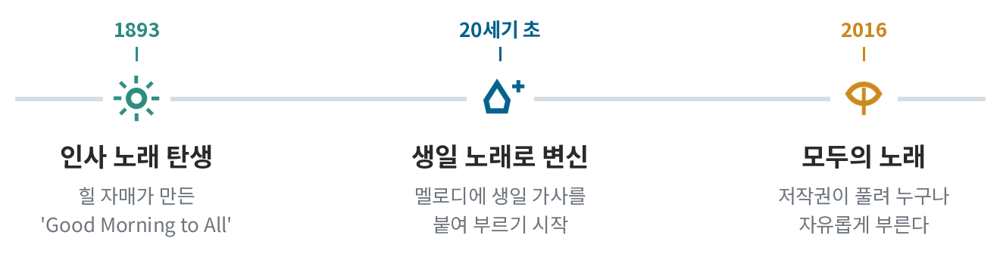 1893
인사 노래 탄생
힐 자매가 만든
'Good Morning to All'
20세기 초
생일 노래로 변신
멜로디에 생일 가사를
붙여 부르기 시작
2016
모두의 노래
저작권이 풀려 누구나
자유롭게 부른다